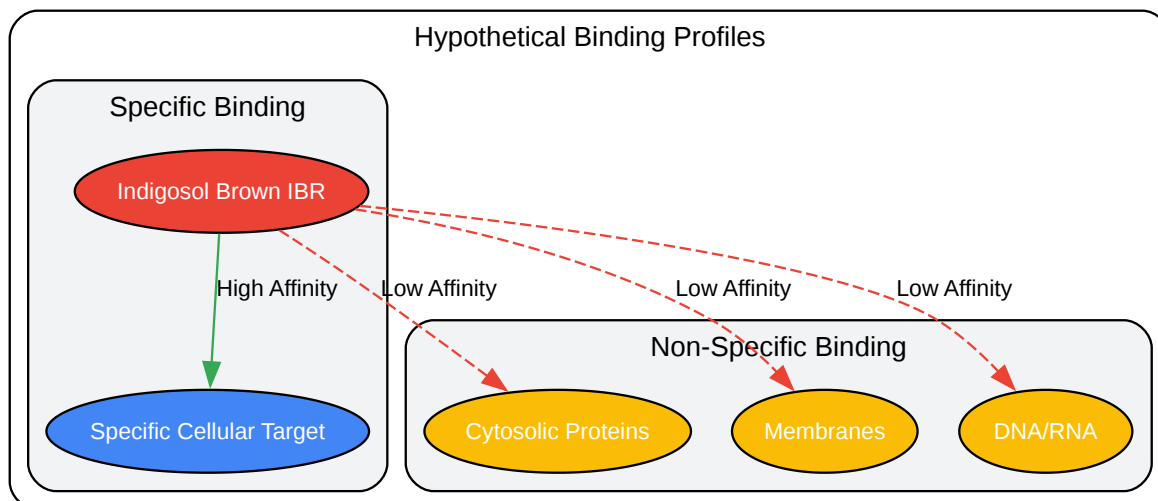 Hypothetical Binding Profiles
Specific Binding
Indigosol Brown IBR
High Affinity
Low Affinity
Low Affinity
Low Affinity
Non-Specific Binding
Specific Cellular Target
Cytosolic Proteins
Membranes
DNA/RNA